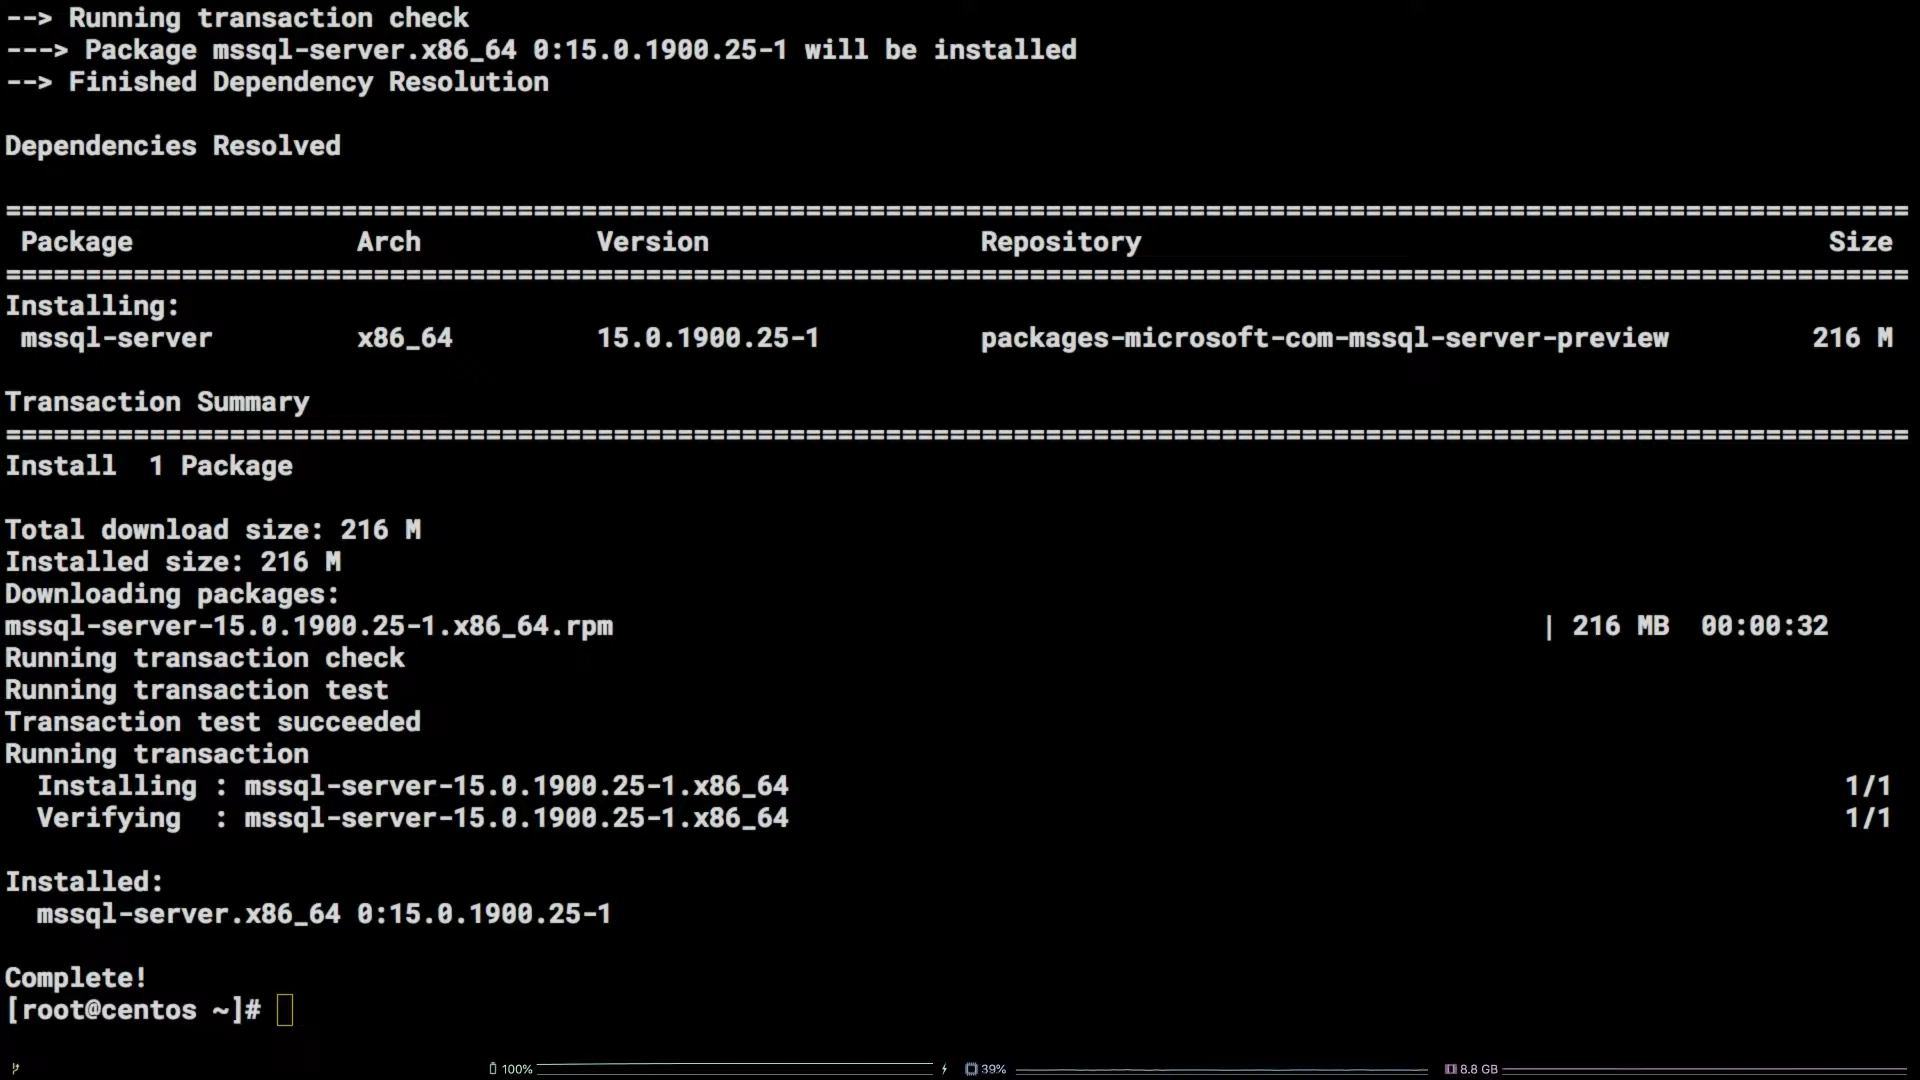 --> Running transaction check
---> Package mssql-server.x86_64 0:15.0.1900.25-1 will be installed
--> Finished Dependency Resolution
Dependencies Resolved
================================================================================
Package Arch Version Repository Size
================================================================================
Installing:
mssql-server x86_64 15.0.1900.25-1 packages-microsoft-com-mssql-server-preview 216 M
Transaction Summary
================================================================================
Install 1 Package
Total download size: 216 M
Installed size: 216 M
Downloading packages:
mssql-server-15.0.1900.25-1.x86_64.rpm | 216 MB 00:00:32
Running transaction check
Running transaction test
Transaction test succeeded
Running transaction
Installing : mssql-server-15.0.1900.25-1.x86_64 1/1
Verifying : mssql-server-15.0.1900.25-1.x86_64 1/1
Installed:
mssql-server.x86_64 0:15.0.1900.25-1
Complete!
[root@centos ~]#
100% 39% 8.8 GB